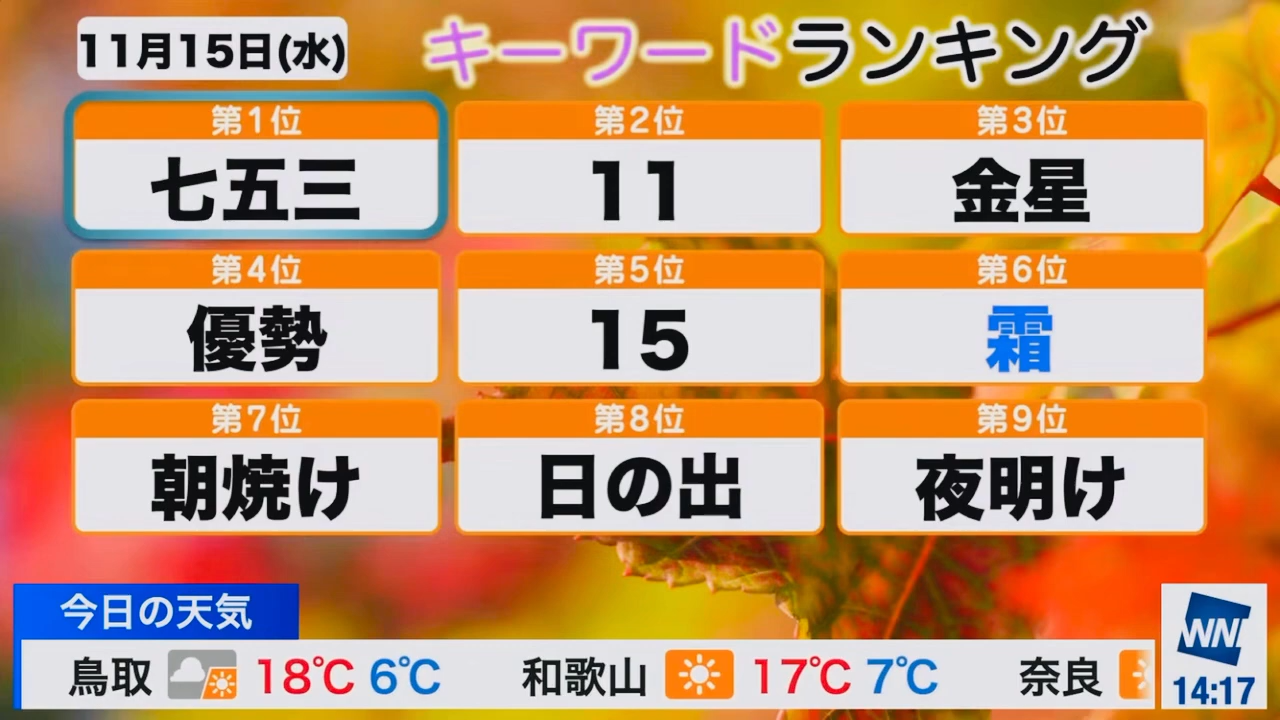 11月15日(水)
キーワードランキング
第1位
七五三
第2位
11
第3位
金星
第4位
優勢
第5位
15
第6位
霜
第7位
朝焼け
第8位
日の出
第9位
夜明け
今日の天気
鳥取 18℃ 6℃ 和歌山 17℃ 7℃ 奈良
WN
14:17